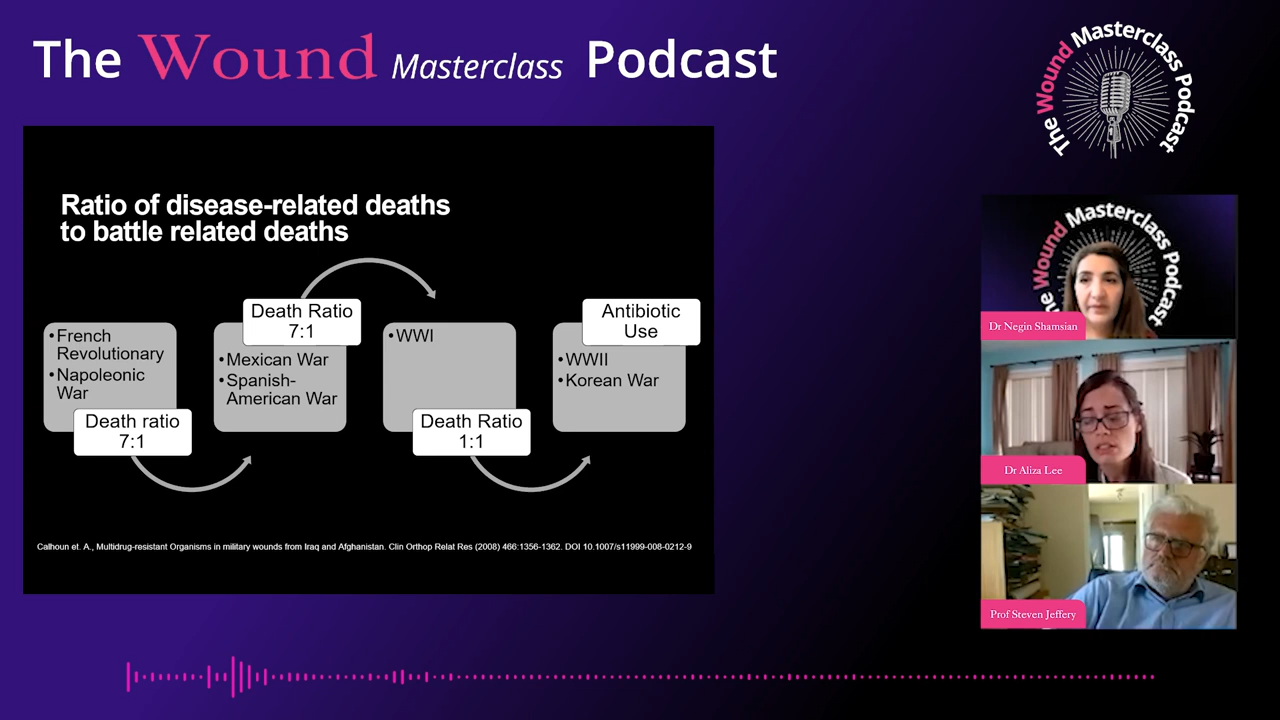 The Wound Masterclass Podcast
The Wound Masterclass Podcast
Ratio of disease-related deaths
to battle related deaths
•French
Revolutionary
•Napoleonic
War
Death ratio
7:1
Death Ratio
7:1
•Mexican War
•Spanish-
American War
•WWI
Death Ratio
1:1
Antibiotic
Use
•WWII
•Korean War
Calhoun et. A., Multidrug-resistant Organisms in military wounds from Iraq and Afghanistan. Clin Orthop Relat Res (2008) 466:1356-1362. DOI 10.1007/s11999-008-0212-9
Wound Masterclass Podcast
Dr Negin Shamsian
Dr Aliza Lee
Prof Steven Jeffery